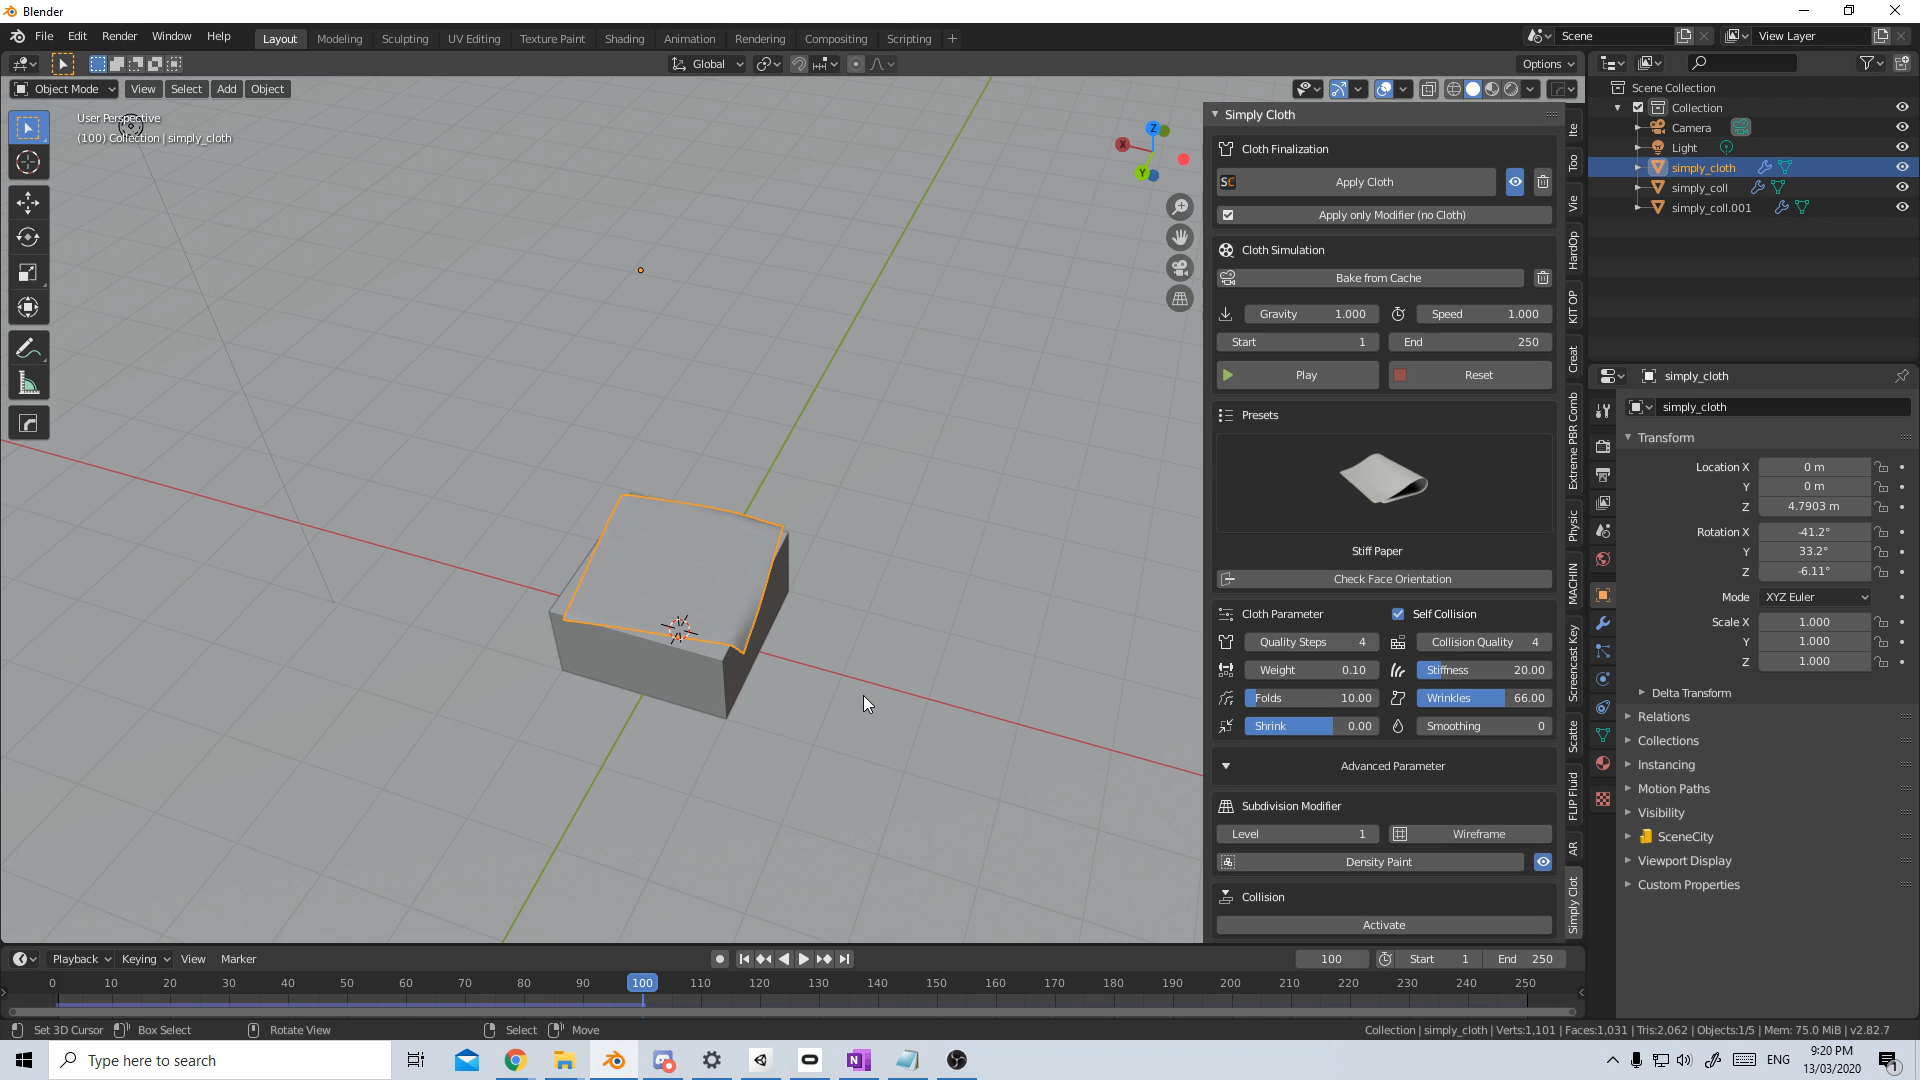 Blender
File Edit Render Window Help
Layout Modeling Sculpting UV Editing Texture Paint Shading Animation Rendering Compositing Scripting +
Scene
View Layer
Global
Options
Object Mode View Select Add Object
User Perspective
(100) Collection | simply_cloth
X
Y
Z
Simply Cloth
Cloth Finalization
SC Apply Cloth
Apply only Modifier (no Cloth)
Cloth Simulation
Bake from Cache
Gravity 1.000 Speed 1.000
Start 1 End 250
Play Reset
Presets
Stiff Paper
Check Face Orientation
Cloth Parameter Self Collision
Quality Steps 4 Collision Quality 4
Weight 0.10 Stiffness 20.00
Folds 10.00 Wrinkles 66.00
Shrink 0.00 Smoothing 0
Advanced Parameter
Subdivision Modifier
Level 1 Wireframe
Density Paint
Collision
Activate
Ite
Too
Vie
HardOp
KIT OP
Creat
Extreme PBR Comb
Physic
MACHIN
Screencast Key
Scatte
FLIP Fluid
AR
Simply Clot
Scene Collection
Collection
Camera
Light
simply_cloth
simply_coll
simply_coll.001
simply_cloth
simply_cloth
Transform
Location X 0 m
Y 0 m
Z 4.7903 m
Rotation X -41.2°
Y 33.2°
Z -6.11°
Mode XYZ Euler
Scale X 1.000
Y 1.000
Z 1.000
Delta Transform
Relations
Collections
Instancing
Motion Paths
Visibility
SceneCity
Viewport Display
Custom Properties
Playback Keying View Marker
100 Start 1 End 250
0 10 20 30 40 50 60 70 80 90 100 110 120 130 140 150 160 170 180 190 200 210 220 230 240 250
Set 3D Cursor Box Select Rotate View Select Move
Collection | simply_cloth | Verts:1,101 | Faces:1,031 | Tris:2,062 | Objects:1/5 | Mem: 75.0 MiB | v2.82.7
Type here to search
N
ENG
9:20 PM
13/03/2020
1